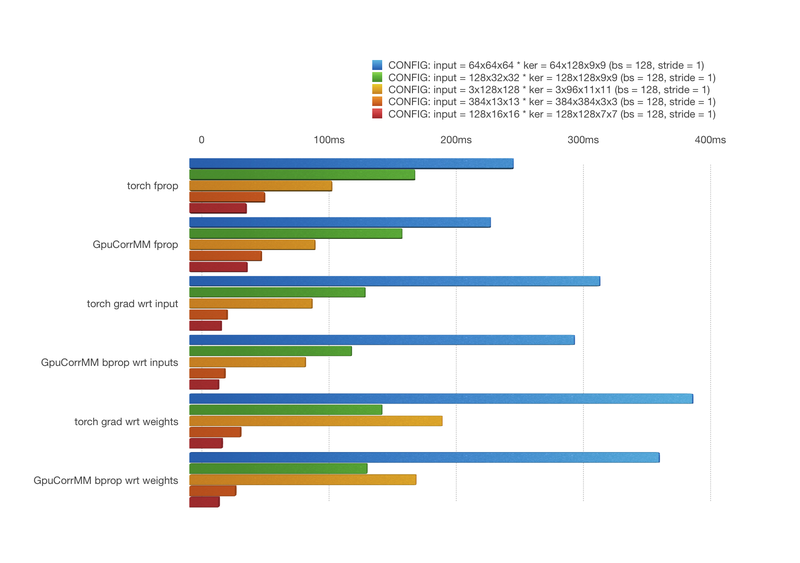 CONFIG: input = 64x64x64 * ker = 64x128x9x9 (bs = 128, stride = 1)
CONFIG: input = 128x32x32 * ker = 128x128x9x9 (bs = 128, stride = 1)
CONFIG: input = 3x128x128 * ker = 3x96x11x11 (bs = 128, stride = 1)
CONFIG: input = 384x13x13 * ker = 384x384x3x3 (bs = 128, stride = 1)
CONFIG: input = 128x16x16 * ker = 128x128x7x7 (bs = 128, stride = 1)
0 100ms 200ms 300ms 400ms
torch fprop
GpuCorrMM fprop
torch grad wrt input
GpuCorrMM bprop wrt inputs
torch grad wrt weights
GpuCorrMM bprop wrt weights